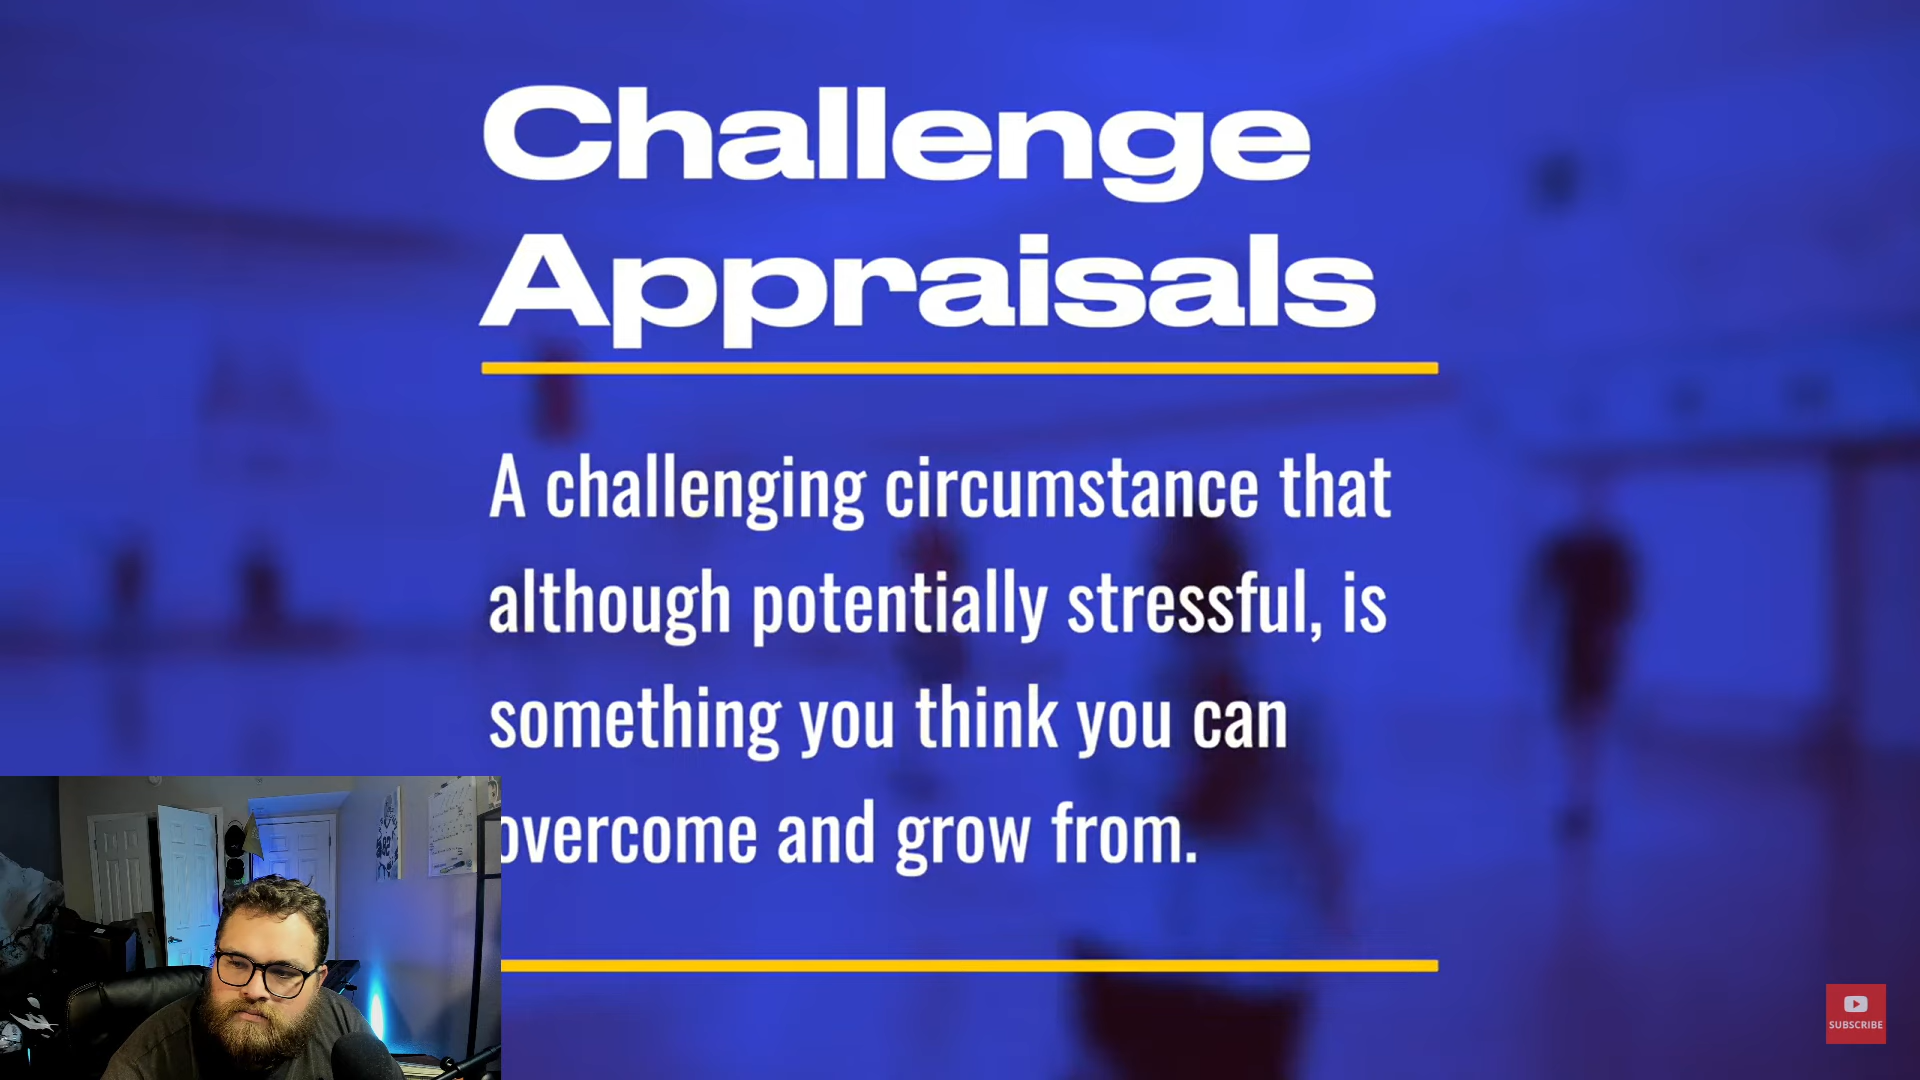 Challenge
Appraisals
A challenging circumstance that
although potentially stressful, is
something you think you can
overcome and grow from.
SUBSCRIBE